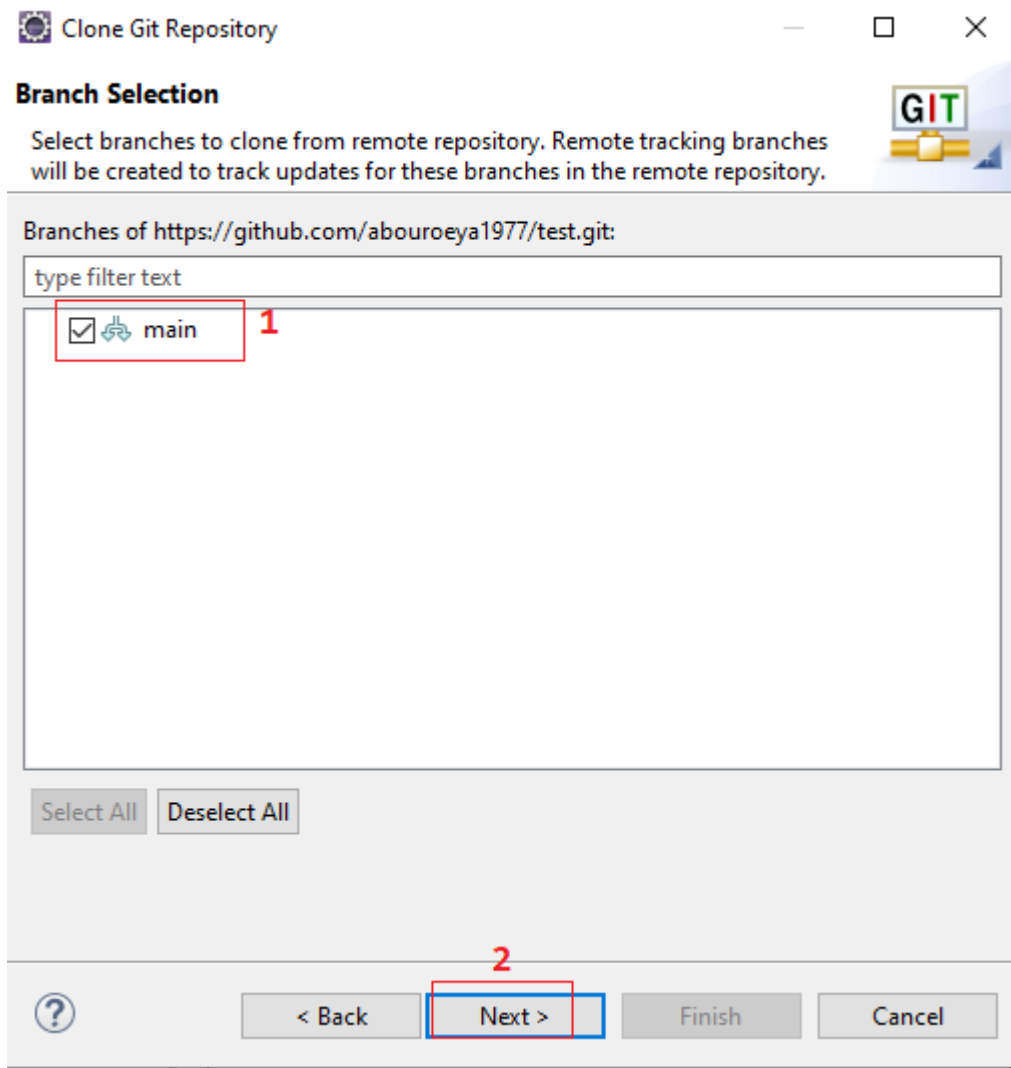 Clone Git Repository
Branch Selection
GIT
Select branches to clone from remote repository. Remote tracking branches
will be created to track updates for these branches in the remote repository.
Branches of https://github.com/abouroeya1977/test.git:
type filter text
main 1
Select All Deselect All
2
? < Back Next > Finish Cancel